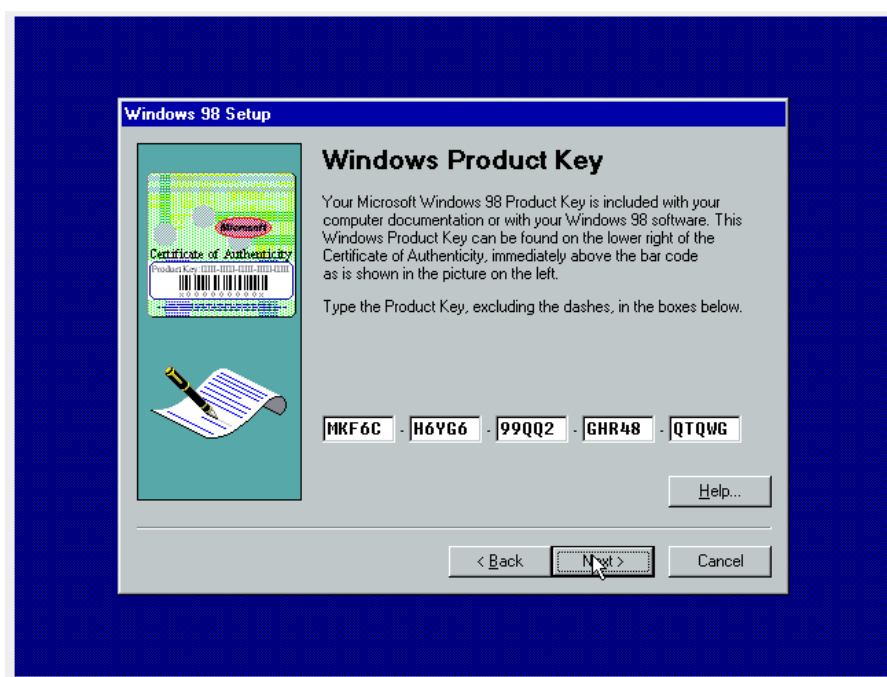 Windows 98 Setup
Windows Product Key
Your Microsoft Windows 98 Product Key is included with your
computer documentation or with your Windows 98 software. This
Windows Product Key can be found on the lower right of the
Certificate of Authenticity, immediately above the bar code
as is shown in the picture on the left.
Type the Product Key, excluding the dashes, in the boxes below.
Microsoft
Certificate of Authenticity
Product Key:
MKF6C - H6YG6 - 99QQ2 - GHR48 - QTQWG
Help...
< Back Next > Cancel